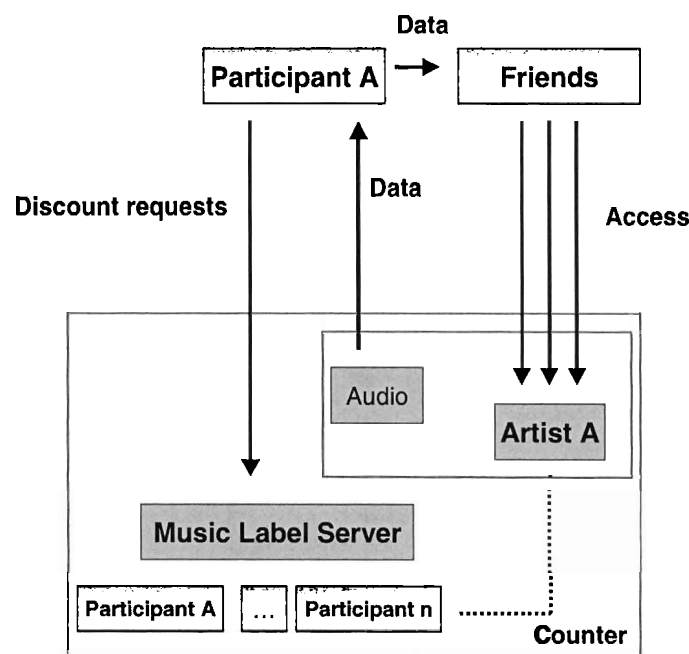 Data
Participant A
Friends
Discount requests
Data
Access
Audio
Artist A
Music Label Server
Participant A
...
Participant n
Counter